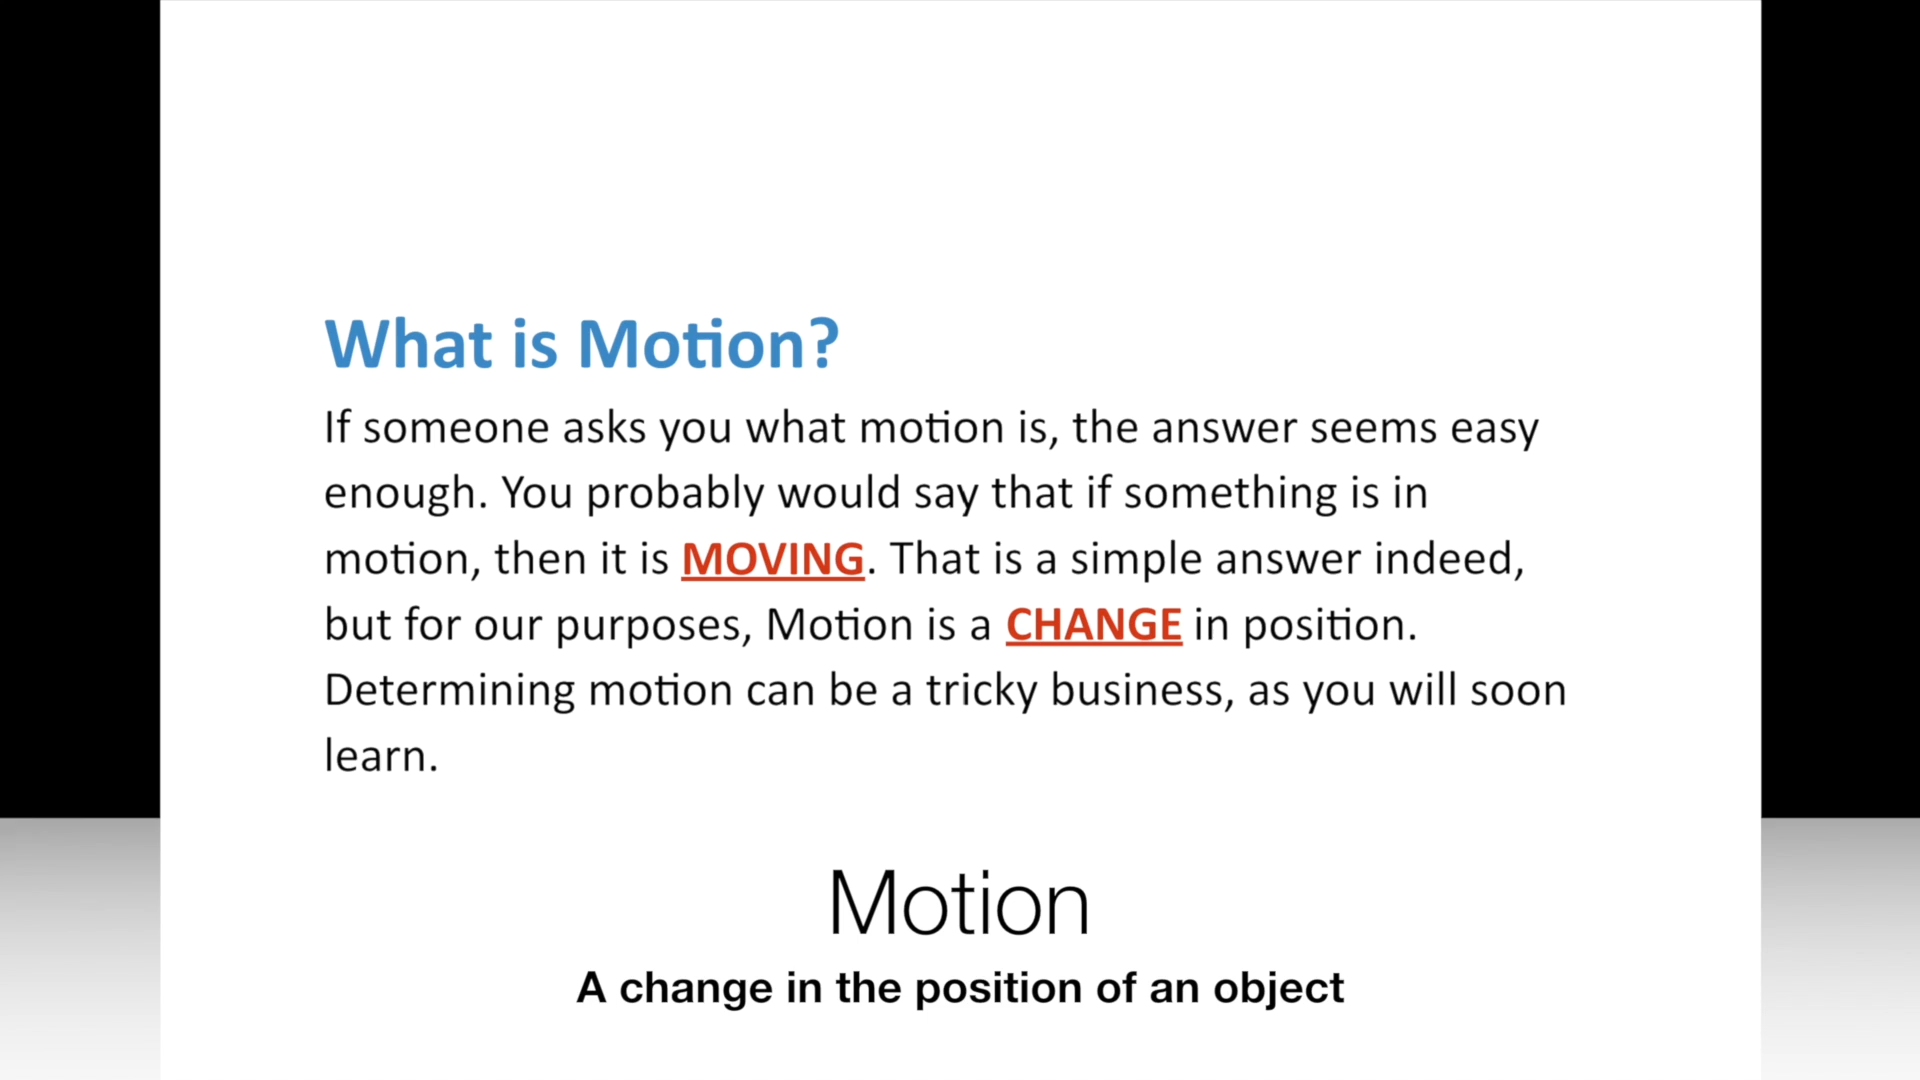 What is Motion?
If someone asks you what motion is, the answer seems easy
enough. You probably would say that if something is in
motion, then it is MOVING. That is a simple answer indeed,
but for our purposes, Motion is a CHANGE in position.
Determining motion can be a tricky business, as you will soon
learn.
Motion
A change in the position of an object